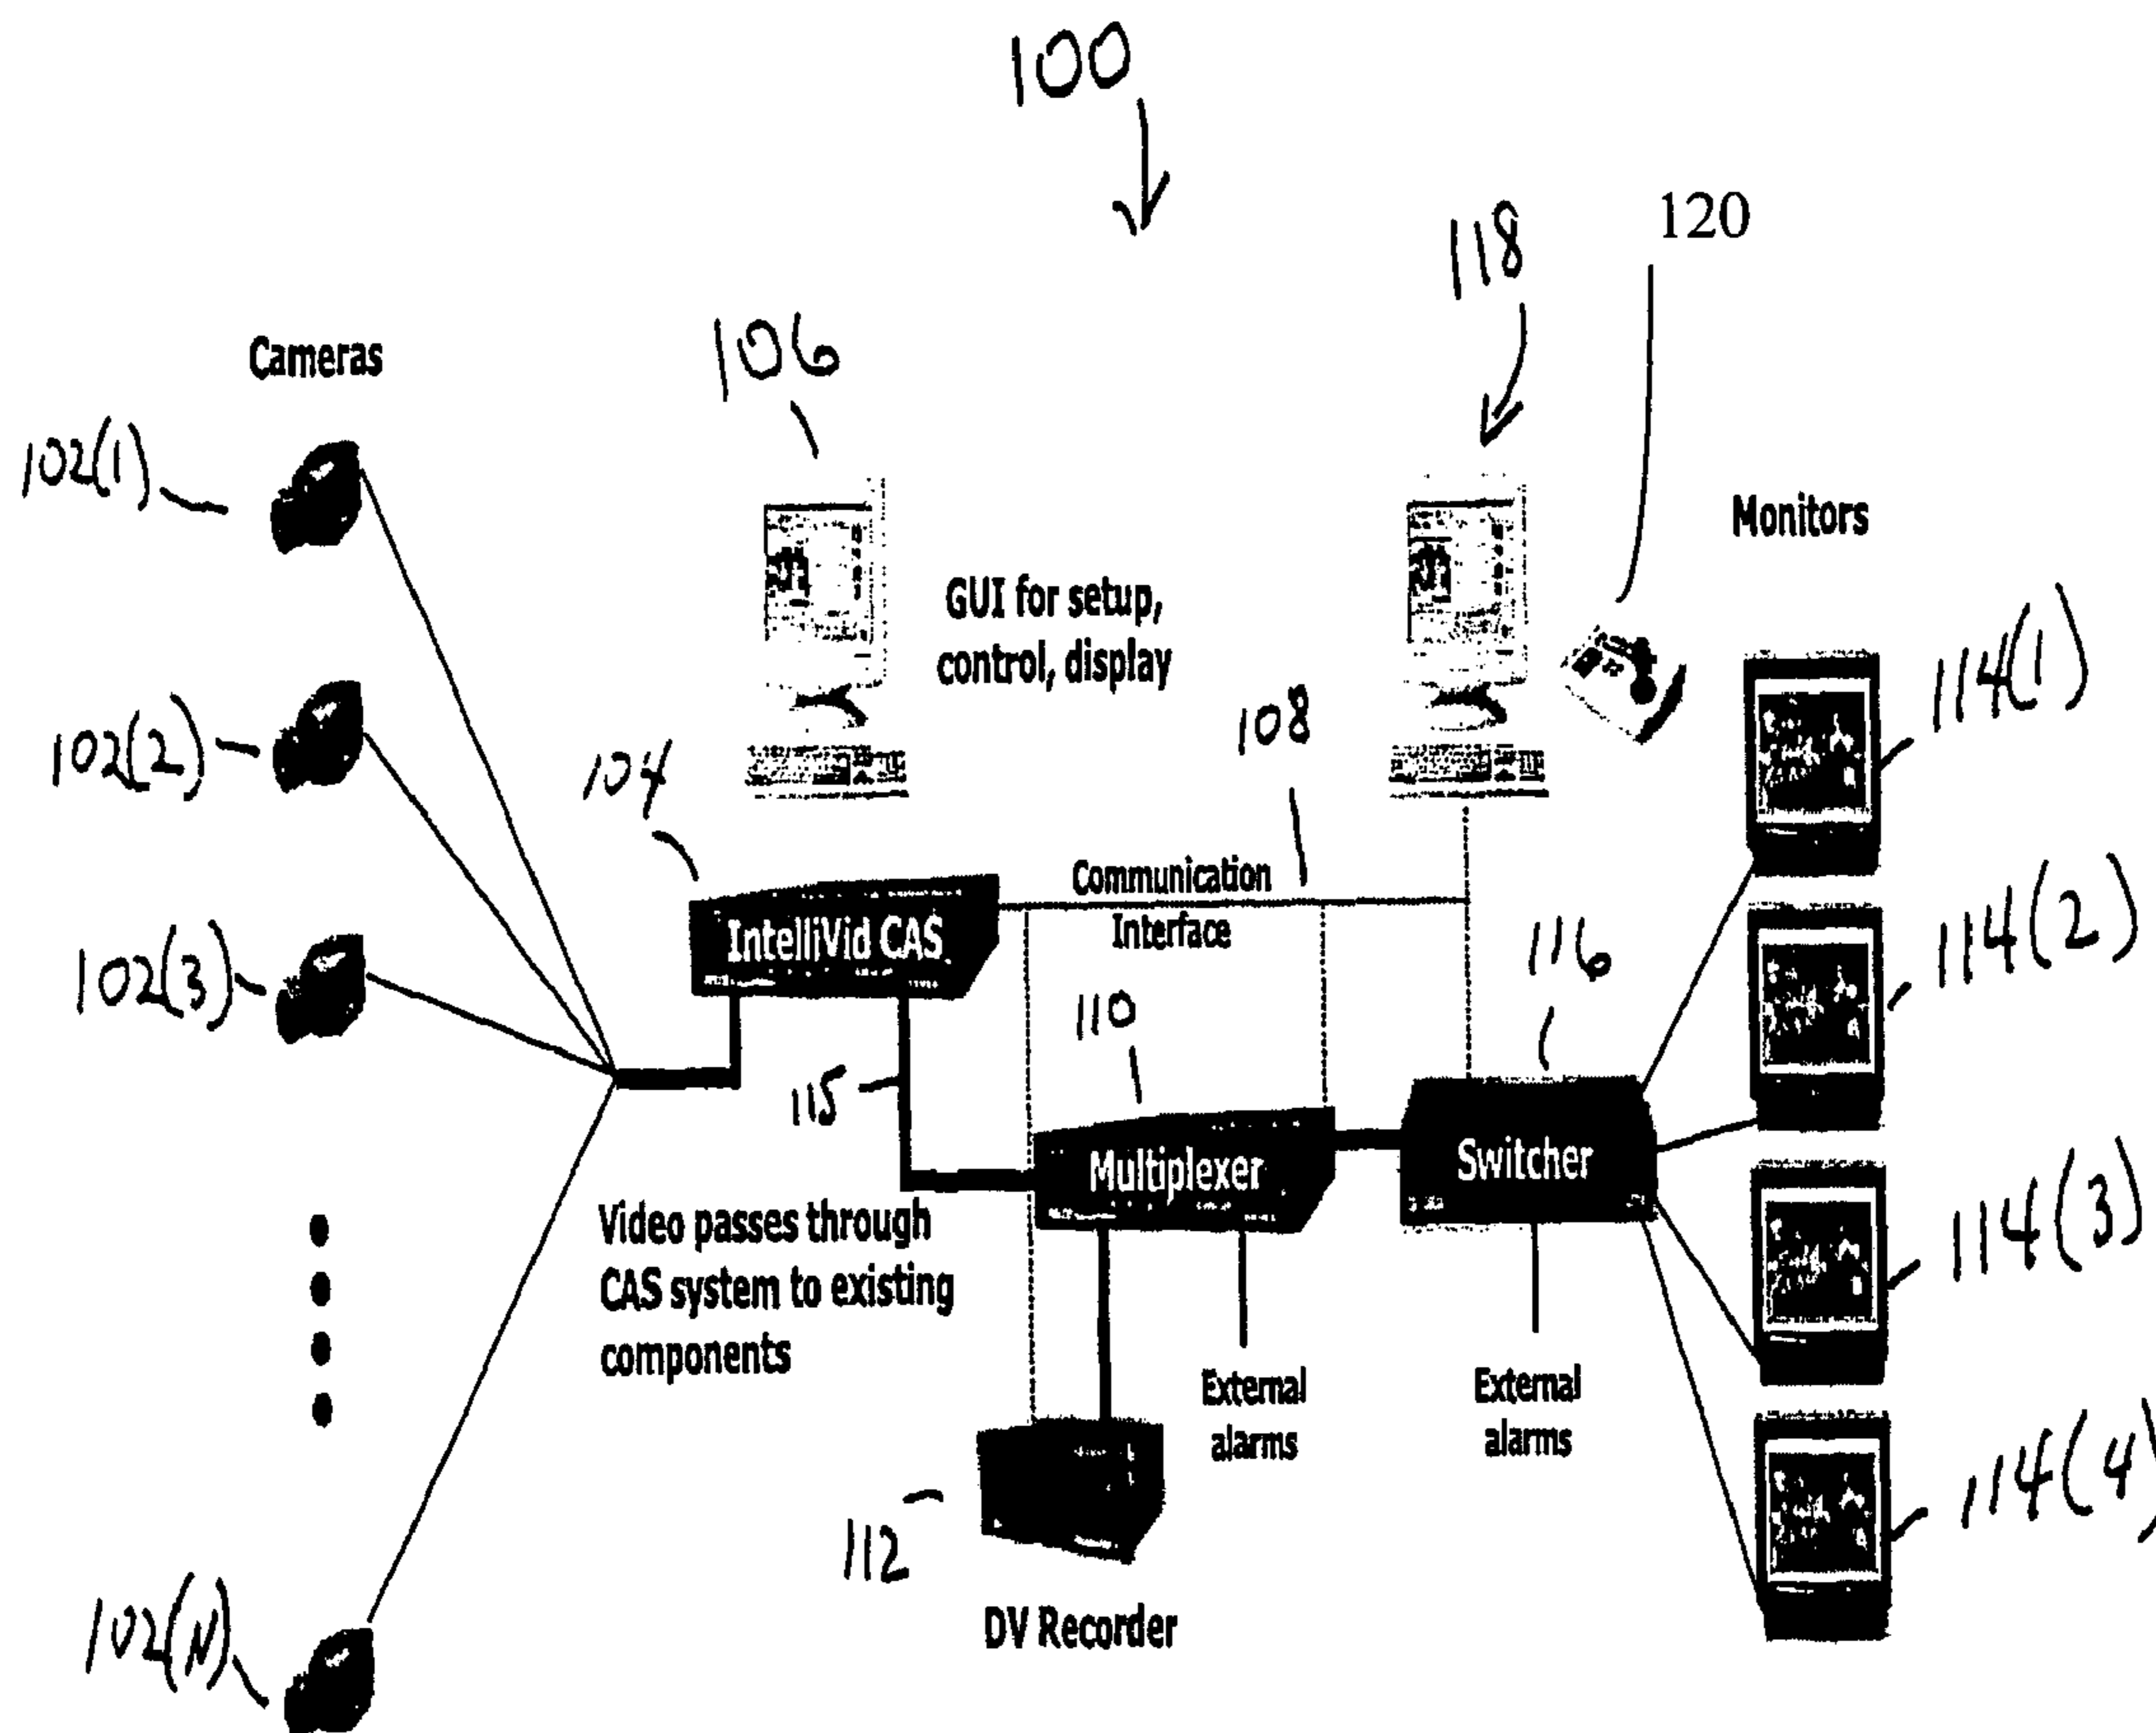 100
118
120
106
Cameras
102(1)
Monitors
GUI for setup,
control, display
114(1)
108
102(2)
104
Communication
Interface
114(2)
IntelliVid CAS
116
102(3)
110
115
Multiplexer
Switcher
114(3)
Video passes through
CAS system to existing
components
External
alarms
External
alarms
114(4)
112
DV Recorder
102(N)